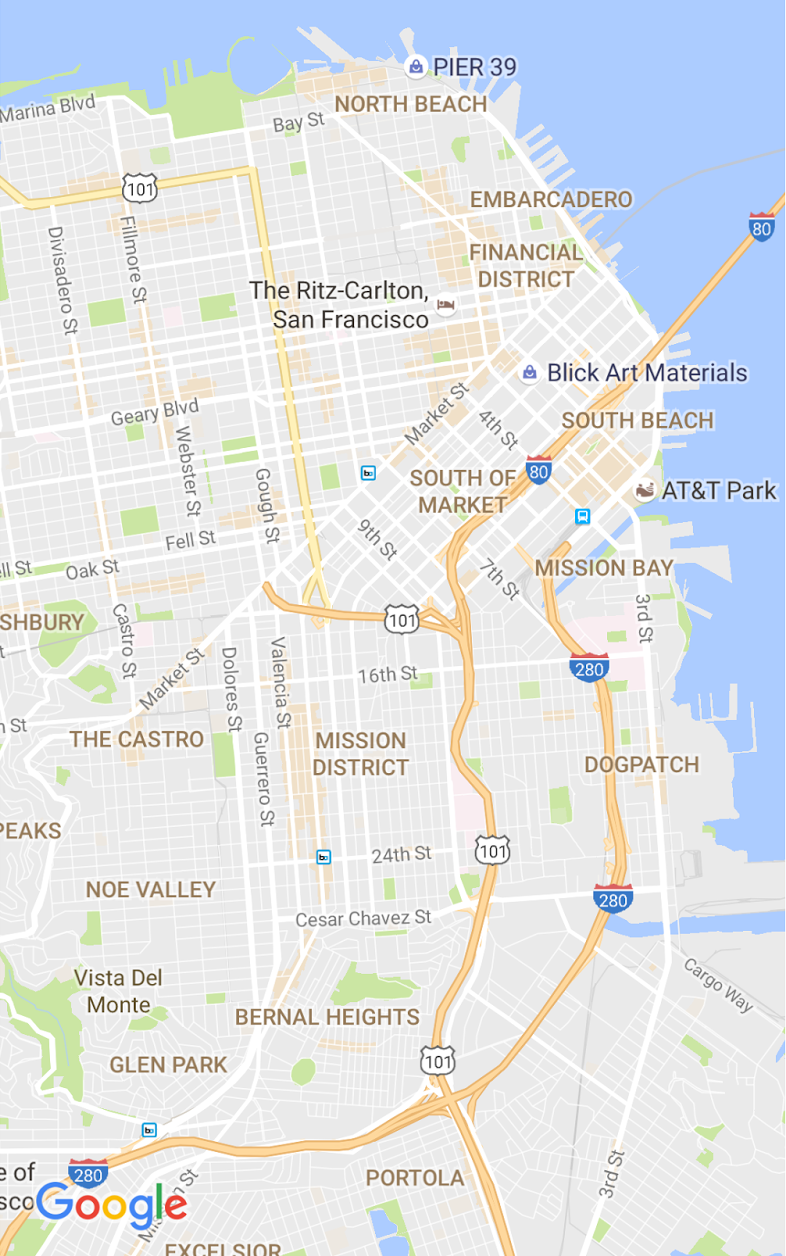 PIER 39
Marina Blvd
NORTH BEACH
Bay St
101
EMBARCADERO
80
Divisadero St
Fillmore St
FINANCIAL
DISTRICT
The Ritz-Carlton,
San Francisco
Blick Art Materials
Geary Blvd
Market St
4th St
SOUTH BEACH
Webster St
Gough St
80
SOUTH OF
MARKET
AT&T Park
Fell St
9th St
ll St
Oak St
7th St
MISSION BAY
SHBURY
Castro St
101
3rd St
Market St
Dolores St
Valencia St
16th St
280
n St
THE CASTRO
Guerrero St
MISSION
DISTRICT
DOGPATCH
PEAKS
24th St
101
NOE VALLEY
280
Cesar Chavez St
Vista Del
Monte
Cargo Way
BERNAL HEIGHTS
GLEN PARK
101
280
e of
sco
Google
Mission St
PORTOLA
3rd St
EXCELSIOR